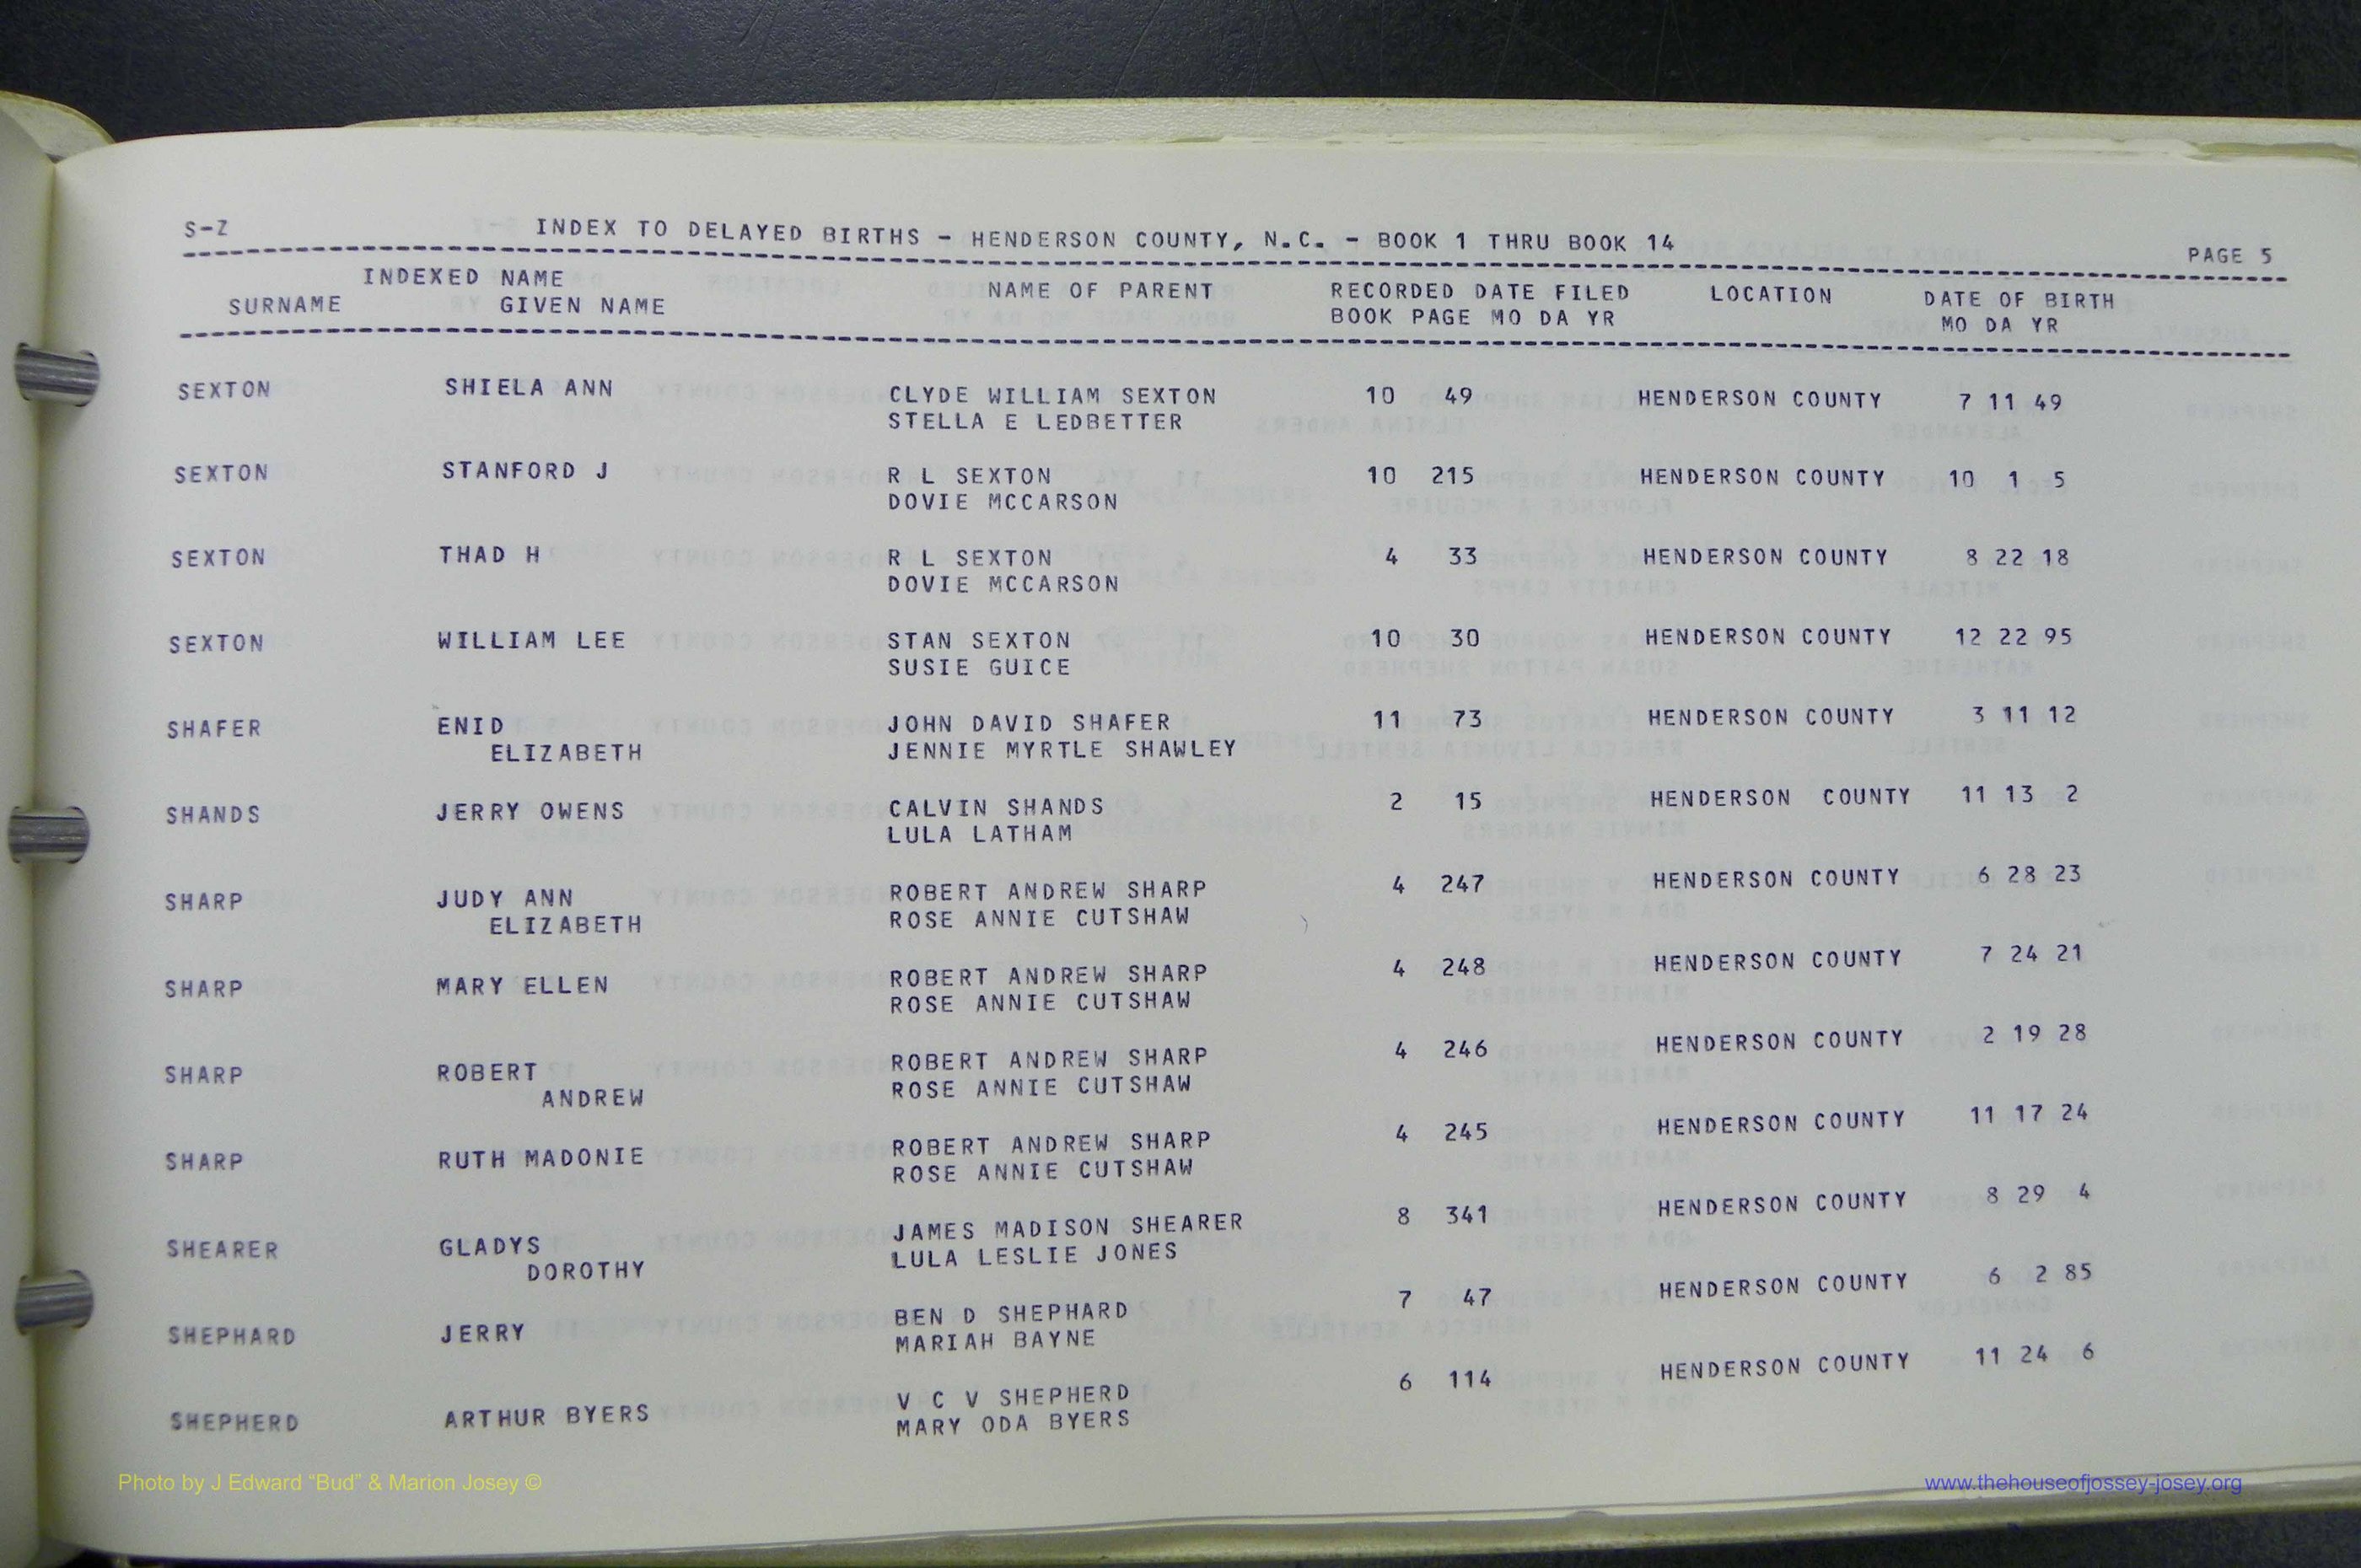 S-Z INDEX TO DELAYED BIRTHS - HENDERSON COUNTY, N.C. - BOOK 1 THRU BOOK 14 PAGE 5
INDEXED NAME NAME OF PARENT RECORDED DATE FILED LOCATION DATE OF BIRTH
SURNAME GIVEN NAME BOOK PAGE MO DA YR MO DA YR
SEXTON SHIELA ANN CLYDE WILLIAM SEXTON 10 49 HENDERSON COUNTY 7 11 49
STELLA E LEDBETTER
SEXTON STANFORD J R L SEXTON 10 215 HENDERSON COUNTY 10 1 5
DOVIE MCCARSON
SEXTON THAD H R L SEXTON 4 33 HENDERSON COUNTY 8 22 18
DOVIE MCCARSON
SEXTON WILLIAM LEE STAN SEXTON 10 30 HENDERSON COUNTY 12 22 95
SUSIE GUICE
SHAFER ENID JOHN DAVID SHAFER 11 73 HENDERSON COUNTY 3 11 12
ELIZABETH JENNIE MYRTLE SHAWLEY
SHANDS JERRY OWENS CALVIN SHANDS 2 15 HENDERSON COUNTY 11 13 2
LULA LATHAM
SHARP JUDY ANN ROBERT ANDREW SHARP 4 247 HENDERSON COUNTY 6 28 23
ELIZABETH ROSE ANNIE CUTSHAW
SHARP MARY ELLEN ROBERT ANDREW SHARP 4 248 HENDERSON COUNTY 7 24 21
ROSE ANNIE CUTSHAW
SHARP ROBERT ROBERT ANDREW SHARP 4 246 HENDERSON COUNTY 2 19 28
ANDREW ROSE ANNIE CUTSHAW
SHARP RUTH MADONIE ROBERT ANDREW SHARP 4 245 HENDERSON COUNTY 11 17 24
ROSE ANNIE CUTSHAW
SHEARER GLADYS JAMES MADISON SHEARER 8 341 HENDERSON COUNTY 8 29 4
DOROTHY LULA LESLIE JONES
SHEPHARD JERRY BEN D SHEPHARD 7 47 HENDERSON COUNTY 6 2 85
MARIAH BAYNE
SHEPHERD ARTHUR BYERS V C V SHEPHERD 6 114 HENDERSON COUNTY 11 24 6
MARY ODA BYERS
Photo by J Edward “Bud” & Marion Josey © www.thehouseofjossey-josey.org